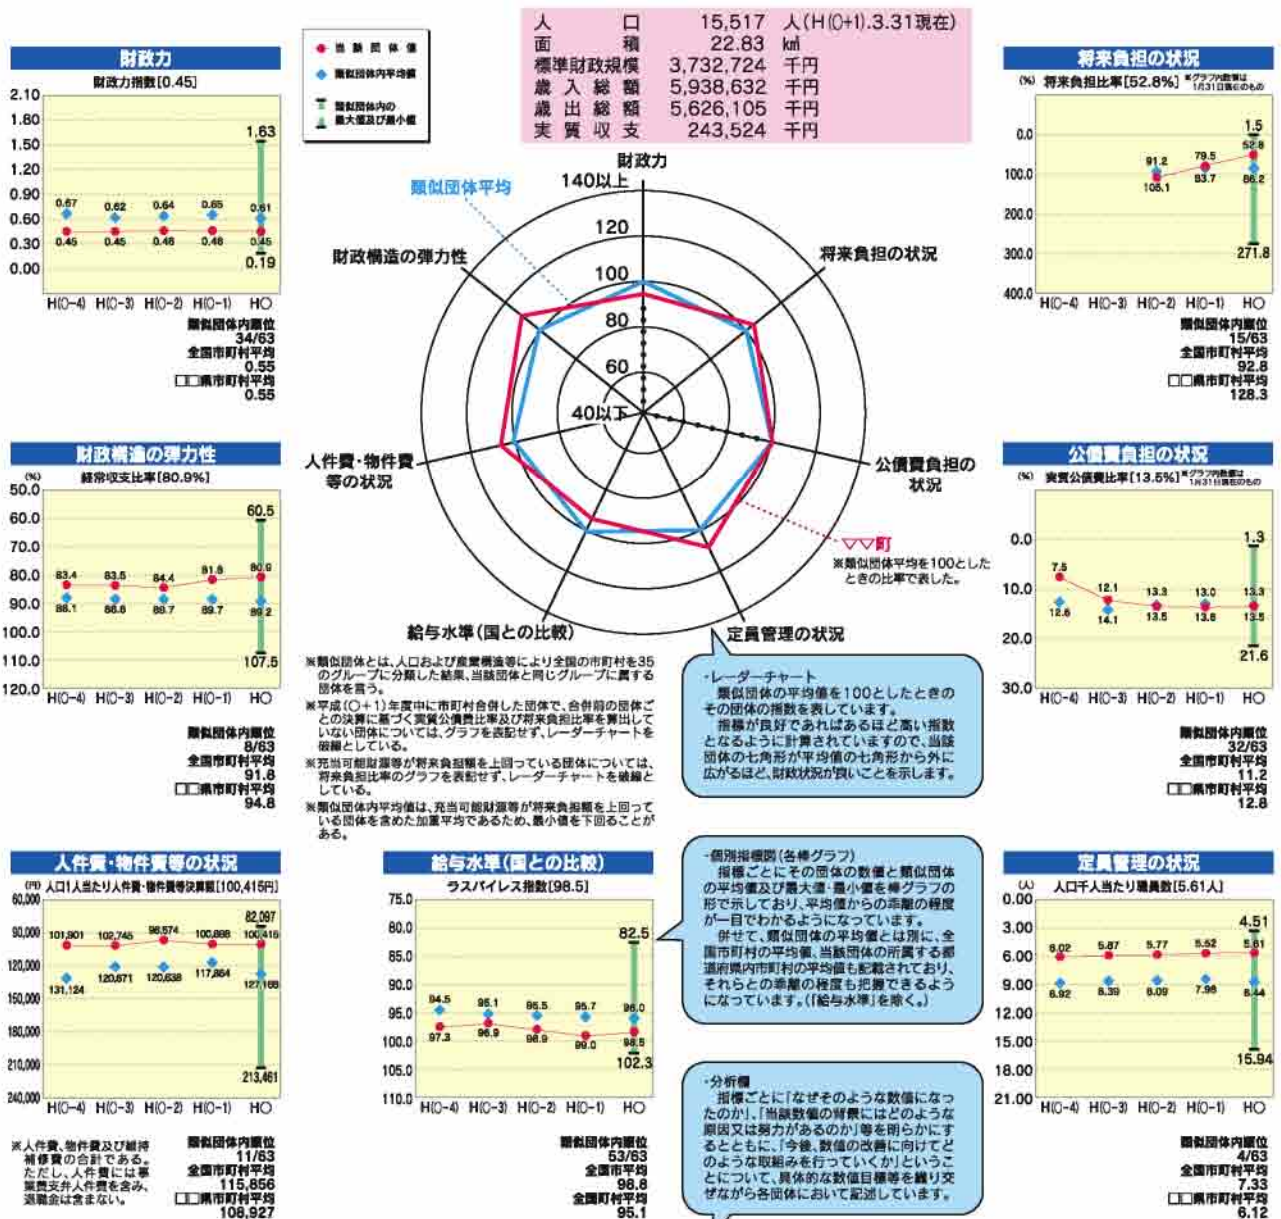 人口 15,517 人(H(○+1).3.31現在)
面積 22.83 km²
標準財政規模 3,732,724 千円
歳入総額 5,938,632 千円
歳出総額 5,626,105 千円
実質収支 243,524 千円
当該団体値
類似団体内平均値
類似団体内の
最大値及び最小値
財政力
財政力指数[0.45]
2.10
1.80
1.50
1.20
0.90
0.60
0.30
0.00
1.63
0.67 0.62 0.64 0.65 0.61
0.45 0.45 0.46 0.46 0.45
0.19
H(○-4) H(○-3) H(○-2) H(○-1) H○
類似団体内順位
34/63
全国市町村平均
0.55
□□県市町村平均
0.55
財政構造の弾力性
(%) 経常収支比率[80.9%]
50.0
60.0
70.0
80.0
90.0
100.0
110.0
120.0
60.5
83.4 83.5 84.4 81.8 80.9
88.1 88.8 88.7 89.7 89.2
107.5
H(○-4) H(○-3) H(○-2) H(○-1) H○
類似団体内順位
8/63
全国市町村平均
91.8
□□県市町村平均
94.8
人件費・物件費等の状況
(円) 人口1人当たり人件費・物件費等決算額[100,415円]
60,000
90,000
120,000
150,000
180,000
210,000
240,000
82,097
101,901 102,745 98,574 100,888 100,415
131,124 120,671 120,638 117,864 127,168
213,461
H(○-4) H(○-3) H(○-2) H(○-1) H○
※人件費、物件費及び維持
補修費の合計である。
ただし、人件費には事
業費支弁人件費を含み、
退職金は含まない。
類似団体内順位
11/63
全国市町村平均
115,856
□□県市町村平均
108,927
財政力
140以上
120
100
80
60
40以下
類似団体平均
財政構造の弾力性
将来負担の状況
人件費・物件費
等の状況
公債費負担の
状況
給与水準(国との比較)
定員管理の状況
▽▽町
※類似団体平均を100とした
ときの比率で表した。
※類似団体とは、人口および産業構造等により全国の市町村を35
のグループに分類した結果、当該団体と同じグループに属する
団体を言う。
※平成(○+1)年度中に市町村合併した団体で、合併前の団体ご
との決算に基づく実質公債費比率及び将来負担比率を算出して
いない団体については、グラフを表記せず、レーダーチャートを
破線としている。
※充当可能財源等が将来負担額を上回っている団体については、
将来負担比率のグラフを表記せず、レーダーチャートを破線と
している。
※類似団体内平均値は、充当可能財源等が将来負担額を上回って
いる団体を含めた加重平均であるため、最小値を下回ることが
ある。
・レーダーチャート
類似団体の平均値を100としたときの
その団体の指数を表しています。
指標が良好であればあるほど高い指数
となるように計算されていますので、当該
団体の七角形が平均値の七角形から外に
広がるほど、財政状況が良いことを示します。
給与水準(国との比較)
ラスパイレス指数[98.5]
75.0
80.0
85.0
90.0
95.0
100.0
105.0
110.0
82.5
94.5 95.1 95.5 95.7 96.0
97.3 96.9 98.9 99.0 98.5
102.3
H(○-4) H(○-3) H(○-2) H(○-1) H○
類似団体内順位
53/63
全国市平均
98.8
全国町村平均
95.1
・個別指標図(各棒グラフ)
指標ごとにその団体の数値と類似団体
の平均値及び最大値・最小値を棒グラフの
形で示しており、平均値からの乖離の程度
が一目でわかるようになっています。
併せて、類似団体の平均値とは別に、全
国市町村の平均値、当該団体の所属する都
道府県内市町村の平均値も記載されており、
それらとの乖離の程度も把握できるよう
になっています。(「給与水準」を除く。)
・分析欄
指標ごとに「なぜそのような数値になっ
たのか」、「当該数値の背景にはどのような
原因又は努力があるのか」等を明らかにす
るとともに、「今後、数値の改善に向けてど
のような取組みを行っていくか」というこ
とについて、具体的な数値目標等を織り交
ぜながら各団体において記述しています。
将来負担の状況
(%) 将来負担比率[52.8%] ※グラフ内数値は
1月31日現在のもの
0.0
100.0
200.0
300.0
400.0
1.5
91.2 79.5 52.8
108.1 83.7 86.2
271.8
H(○-4) H(○-3) H(○-2) H(○-1) H○
類似団体内順位
15/63
全国市町村平均
92.8
□□県市町村平均
128.3
公債費負担の状況
(%) 実質公債費比率[13.5%] ※グラフ内数値は
1月31日現在のもの
0.0
10.0
20.0
30.0
1.3
7.5 12.1 13.3 13.0 13.3
12.6 14.1 13.5 13.6 13.5
21.6
H(○-4) H(○-3) H(○-2) H(○-1) H○
類似団体内順位
32/63
全国市町村平均
11.2
□□県市町村平均
12.8
定員管理の状況
(人) 人口千人当たり職員数[5.61人]
0.00
3.00
6.00
9.00
12.00
15.00
18.00
21.00
4.51
6.02 5.87 5.77 5.52 5.61
8.92 8.39 8.09 7.98 8.44
15.94
H(○-4) H(○-3) H(○-2) H(○-1) H○
類似団体内順位
4/63
全国市町村平均
7.33
□□県市町村平均
6.12